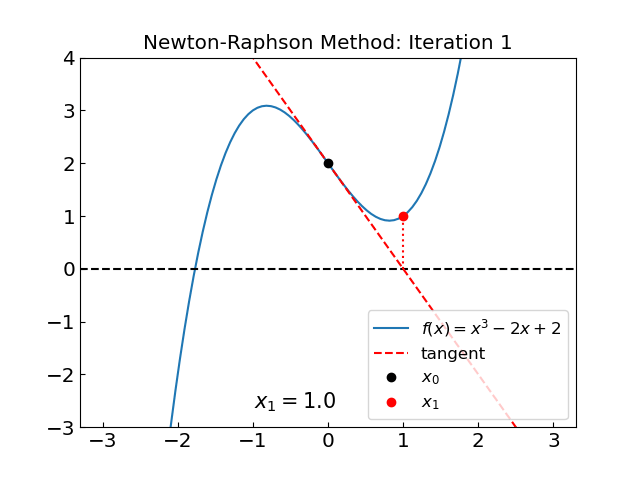 Newton-Raphson Method: Iteration 1
4
3
2
1
0
−1
−2
−3
−3
−2
−1
0
1
2
3
x₁ = 1.0
f(x) = x³ − 2x + 2
tangent
x₀
x₁